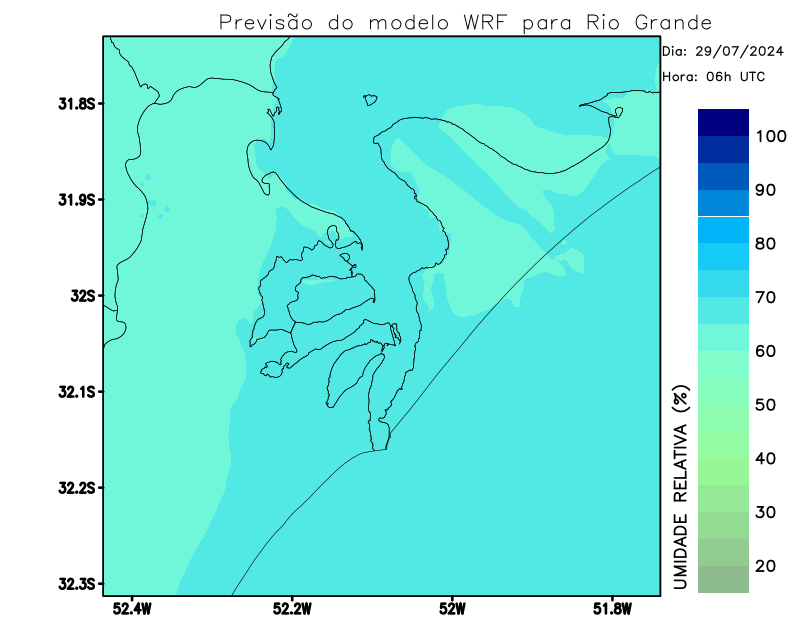 Previsão do modelo WRF para Rio Grande
Dia: 29/07/2024
Hora: 06h UTC
31.8S
31.9S
32S
32.1S
32.2S
32.3S
52.4W
52.2W
52W
51.8W
UMIDADE RELATIVA (%)
100
90
80
70
60
50
40
30
20